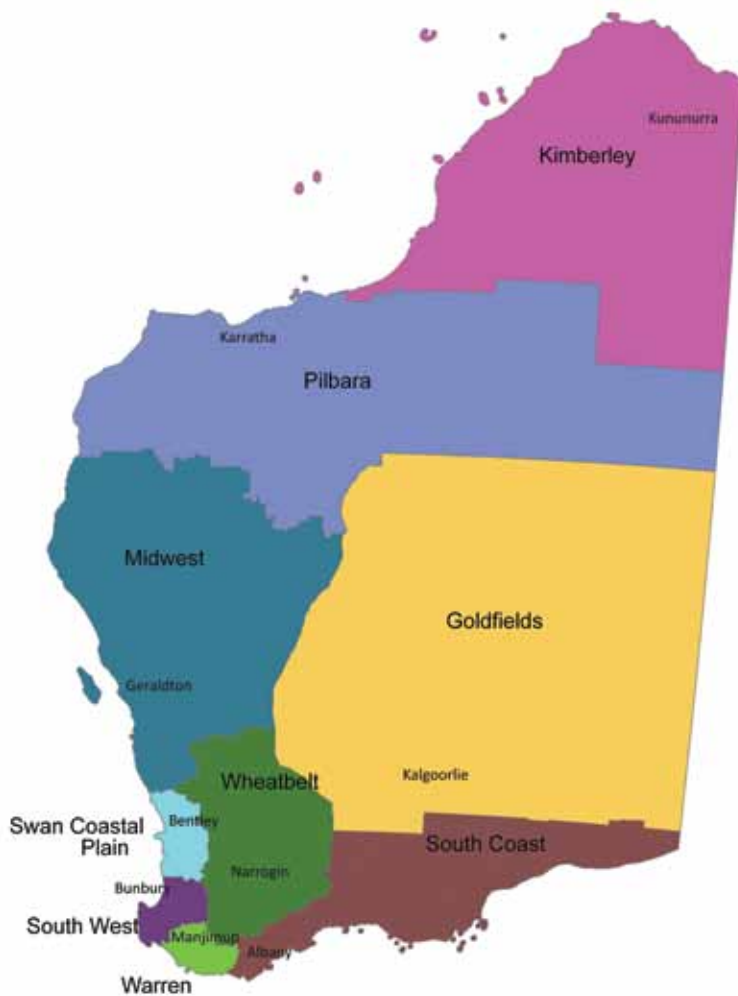 Kununurra
Kimberley
Karratha
Pilbara
Midwest
Goldfields
Geraldton
Kalgoorlie
Wheatbelt
Swan Coastal
Plain
Bentley
South Coast
Narrogin
Bunbury
South West
Manjimup
Albany
Warren